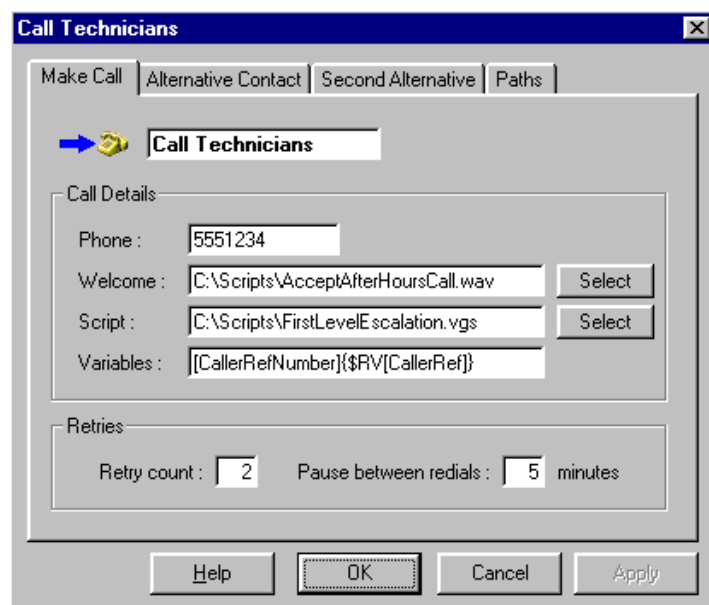 Call Technicians
Make Call Alternative Contact Second Alternative Paths
Call Technicians
Call Details
Phone : 5551234
Welcome : C:\Scripts\AcceptAfterHoursCall.wav Select
Script : C:\Scripts\FirstLevelEscalation.vgs Select
Variables : [CallerRefNumber]{$RV[CallerRef]}
Retries
Retry count : 2 Pause between redials : 5 minutes
Help OK Cancel Apply